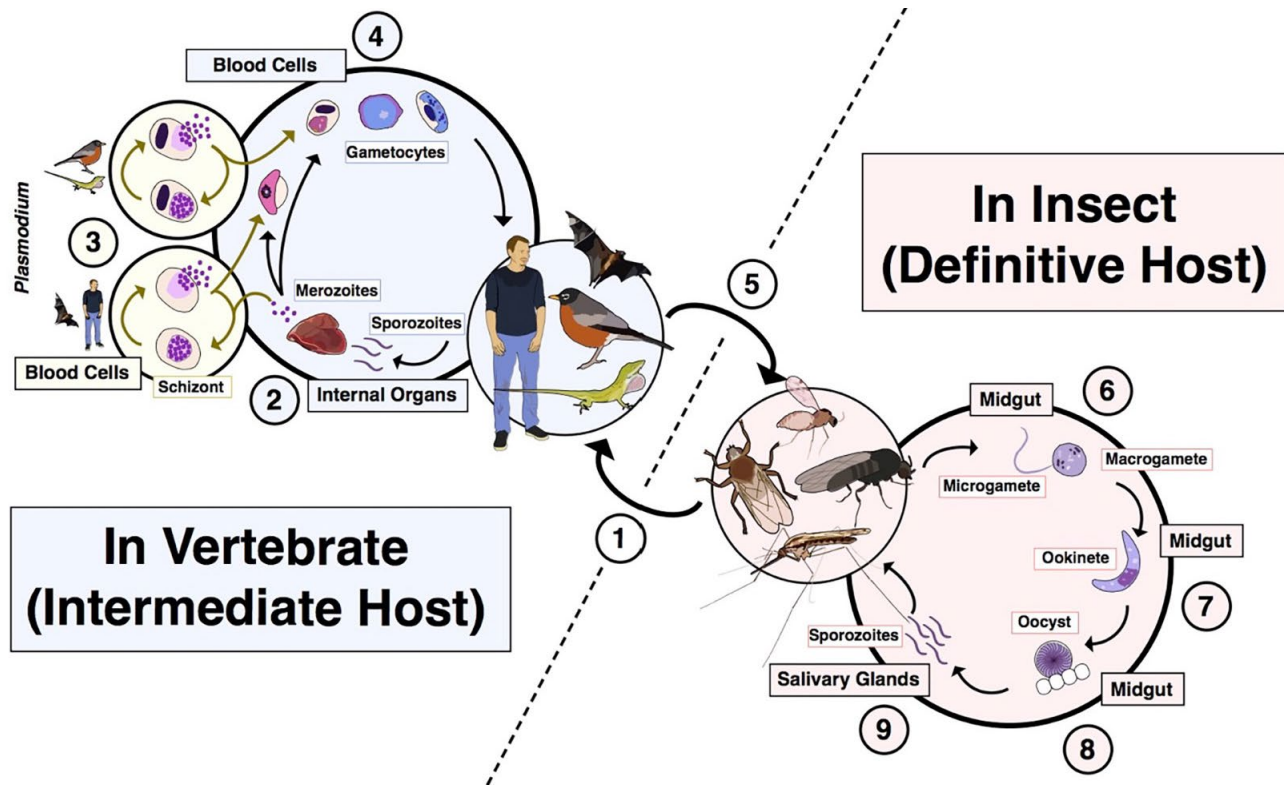 4
Blood Cells
Gametocytes
Plasmodium
3
Merozoites
Sporozoites
Blood Cells
Schizont
2
Internal Organs
5
1
In Vertebrate
(Intermediate Host)
In Insect
(Definitive Host)
Midgut
6
Macrogamete
Microgamete
Midgut
Ookinete
7
Oocyst
Sporozoites
Salivary Glands
Midgut
9
8